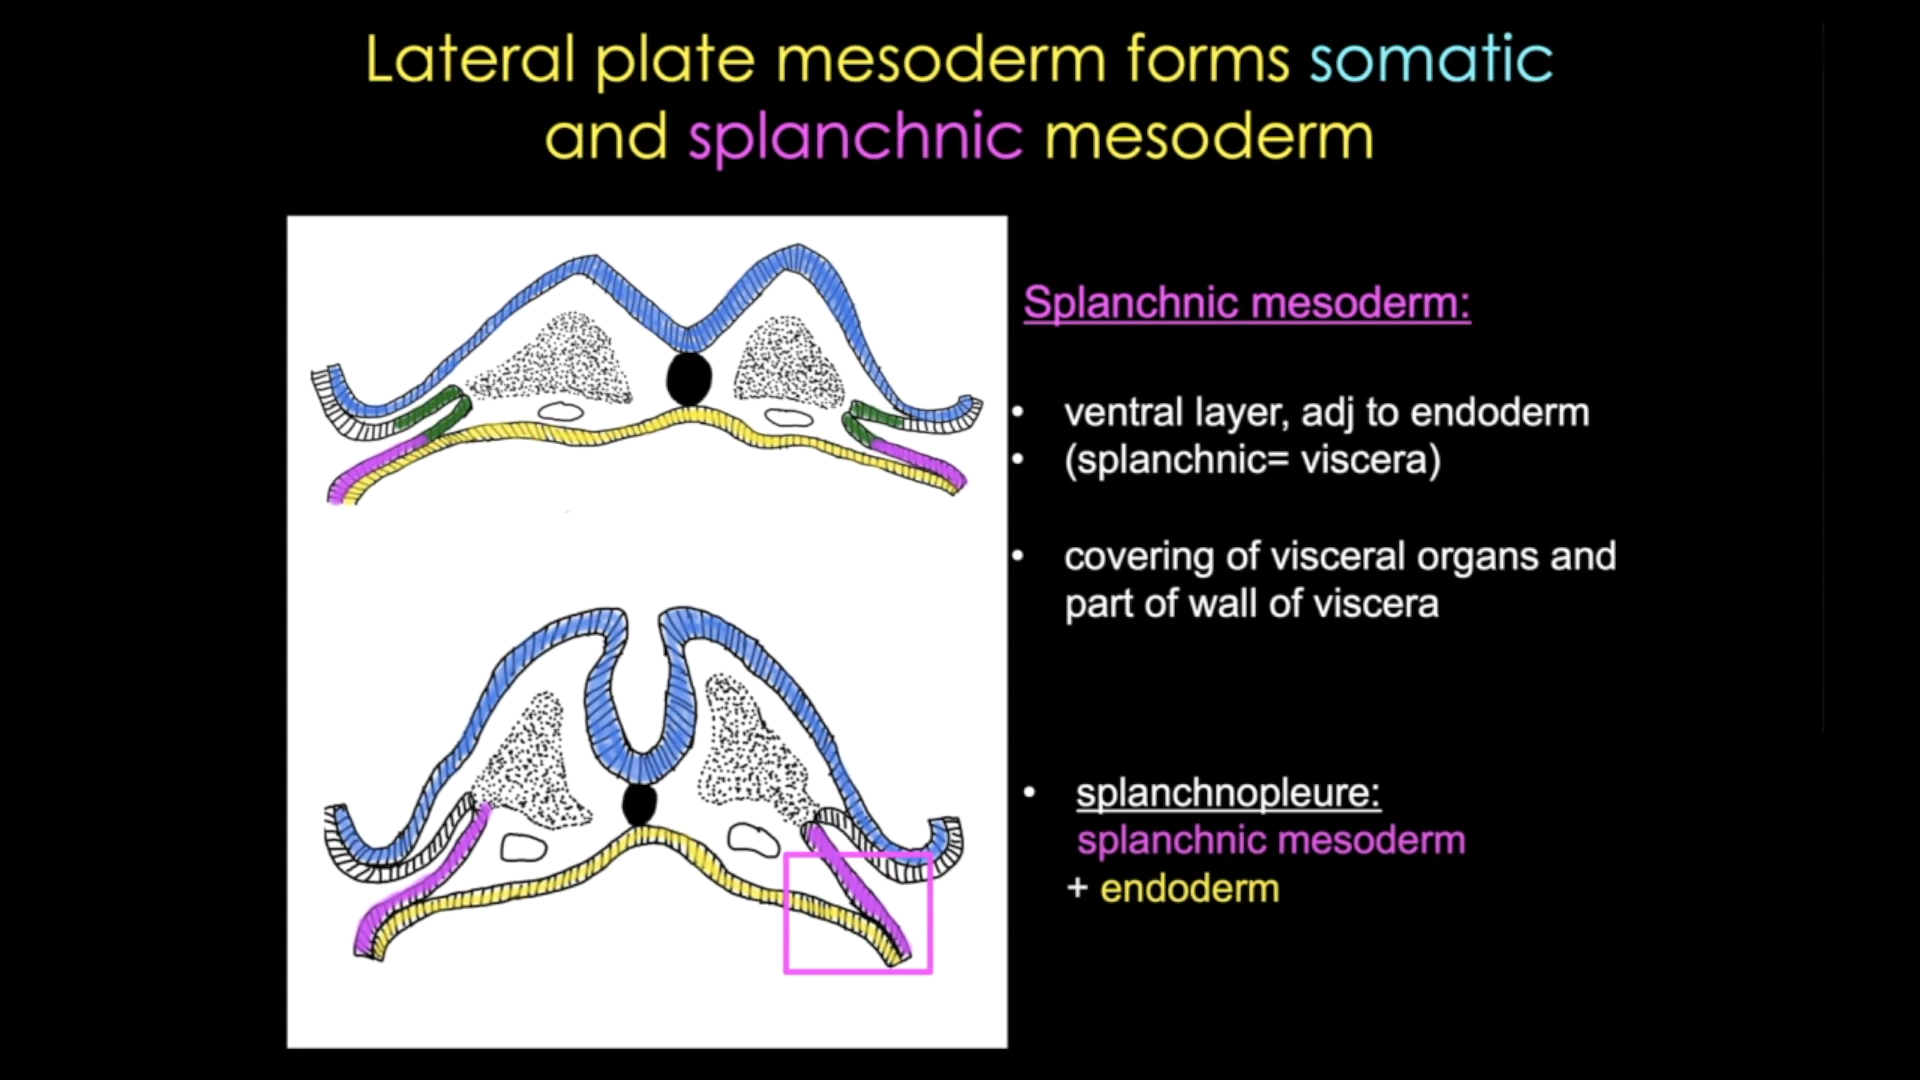 Lateral plate mesoderm forms somatic
and splanchnic mesoderm
Splanchnic mesoderm:
• ventral layer, adj to endoderm
• (splanchnic= viscera)
• covering of visceral organs and
part of wall of viscera
• splanchnopleure:
splanchnic mesoderm
+ endoderm